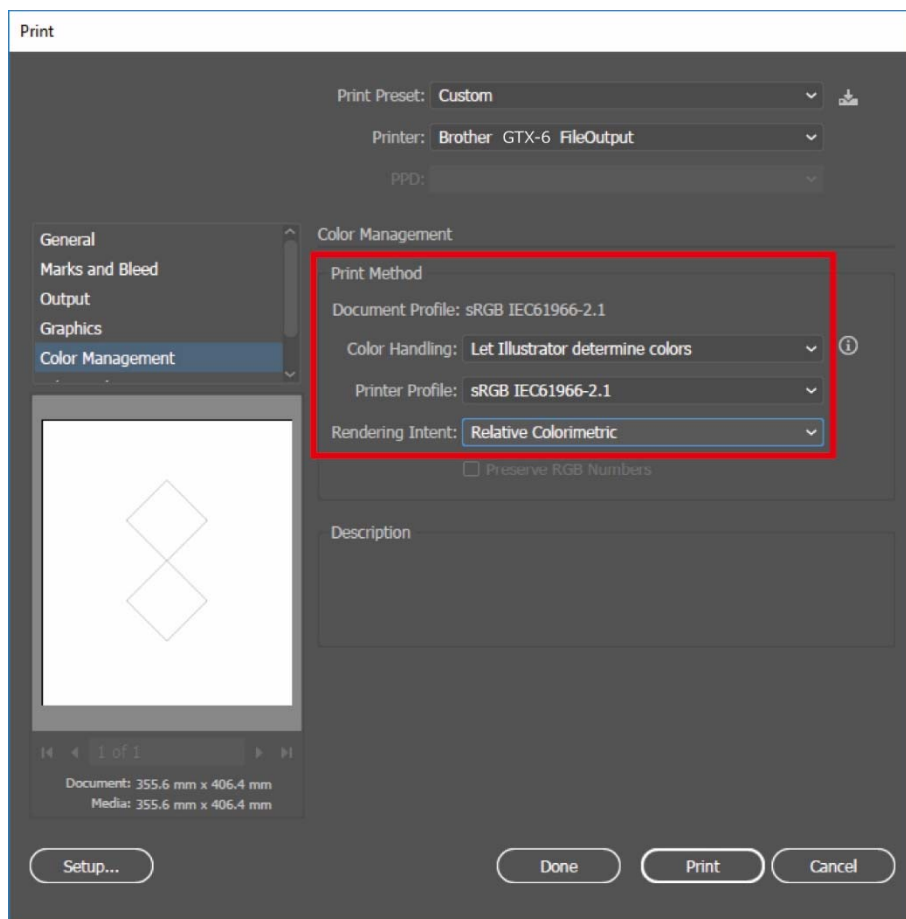 Print
Print Preset: Custom
Printer: Brother GTX-6 FileOutput
PPD:
General
Marks and Bleed
Output
Graphics
Color Management
Color Management
Print Method
Document Profile: sRGB IEC61966-2.1
Color Handling: Let Illustrator determine colors
Printer Profile: sRGB IEC61966-2.1
Rendering Intent: Relative Colorimetric
Preserve RGB Numbers
Description
1 of 1
Document: 355.6 mm x 406.4 mm
Media: 355.6 mm x 406.4 mm
Setup...
Done
Print
Cancel